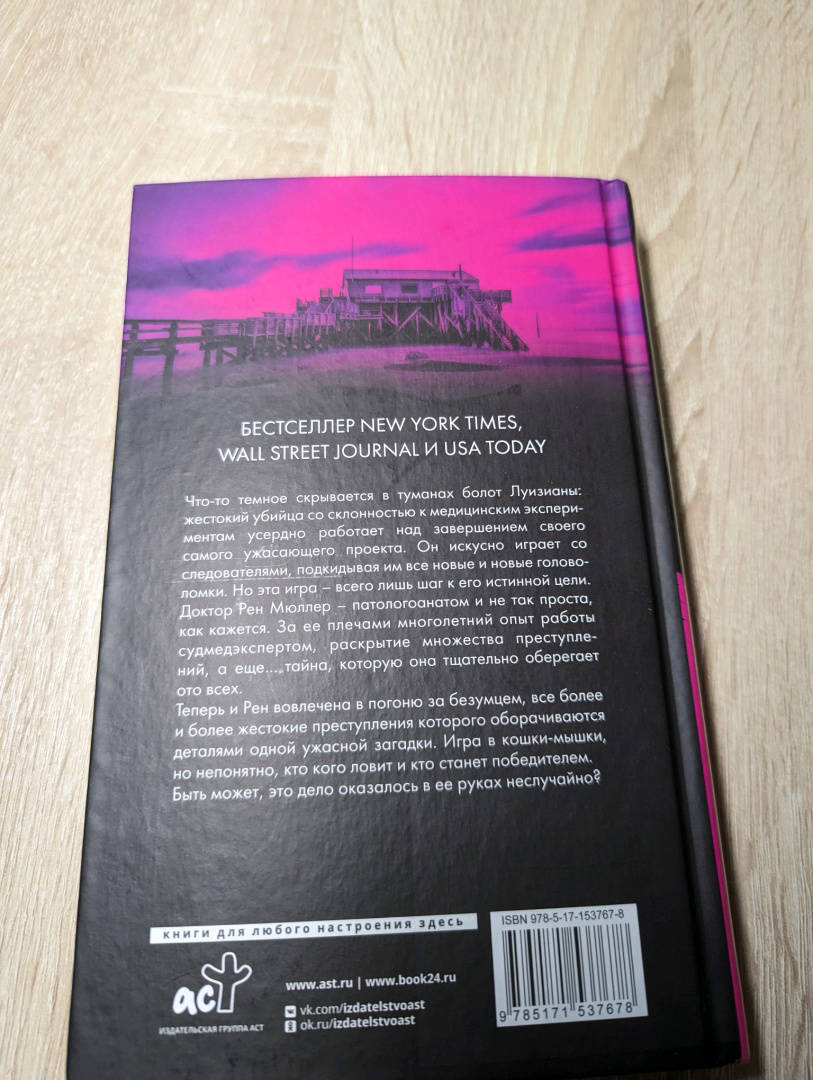 БЕСТСЕЛЛЕР NEW YORK TIMES,
WALL STREET JOURNAL И USA TODAY
Что-то темное скрывается в туманах болот Луизианы:
жестокий убийца со склонностью к медицинским экспери-
ментам усердно работает над завершением своего
самого ужасающего проекта. Он искусно играет со
следователями, подкидывая им все новые и новые голово-
ломки. Но эта игра – всего лишь шаг к его истинной цели.
Доктор Рен Мюллер – патологоанатом и не так проста,
как кажется. За ее плечами многолетний опыт работы
судмедэкспертом, раскрытие множества преступле-
ний, а еще... тайна, которую она тщательно оберегает
ото всех.
Теперь и Рен вовлечена в погоню за безумцем, все более
и более жестокие преступления которого оборачиваются
деталями одной ужасной загадки. Игра в кошки-мышки,
но непонятно, кто кого ловит и кто станет победителем.
Быть может, это дело оказалось в ее руках неслучайно?
книги для любого настроения здесь
аст
ИЗДАТЕЛЬСКАЯ ГРУППА АСТ
www.ast.ru | www.book24.ru
vk.com/izdatelstvoast
ok.ru/izdatelstvoast
ISBN 978-5-17-153767-8
9 785171 537678